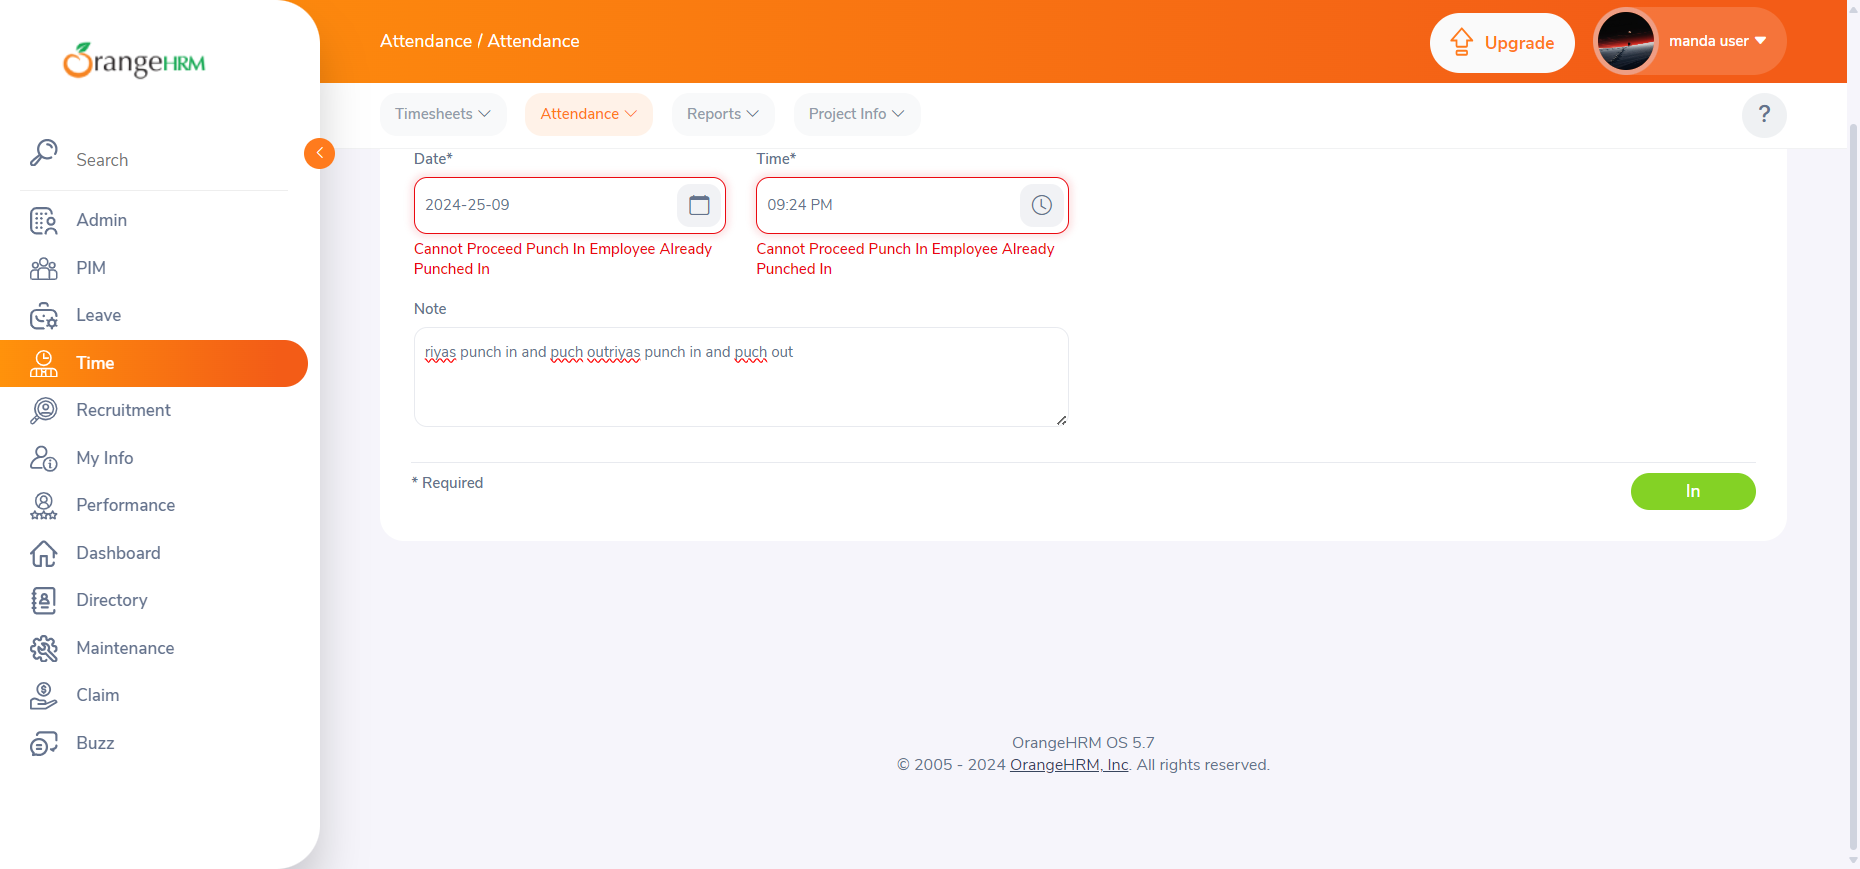 OrangeHRM
Attendance / Attendance
Upgrade
manda user
Timesheets
Attendance
Reports
Project Info
?
Search
Admin
PIM
Leave
Time
Recruitment
My Info
Performance
Dashboard
Directory
Maintenance
Claim
Buzz
Date*
Time*
2024-25-09
09:24 PM
Cannot Proceed Punch In Employee Already
Punched In
Cannot Proceed Punch In Employee Already
Punched In
Note
riyas punch in and puch outriyas punch in and puch out
* Required
In
OrangeHRM OS 5.7
© 2005 - 2024 OrangeHRM, Inc. All rights reserved.